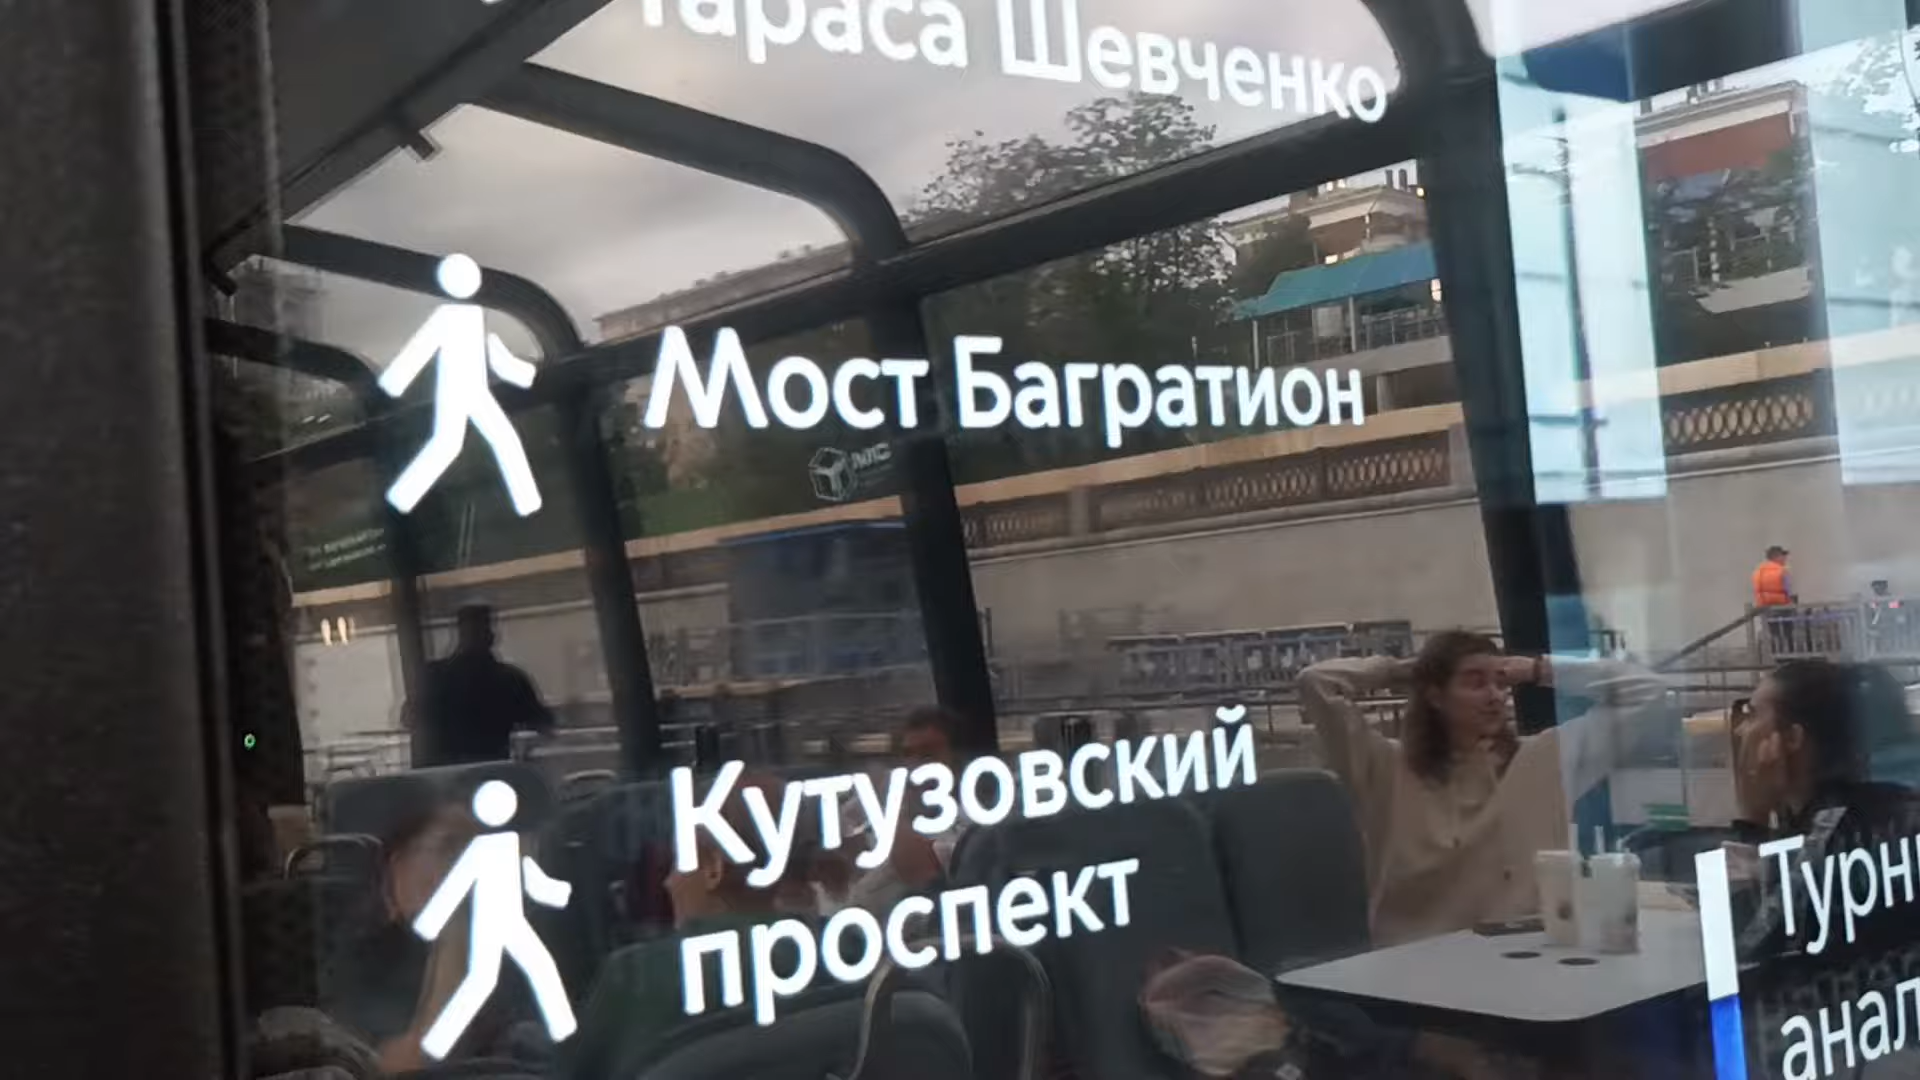 Тараса Шевченко
Мост Багратион
Кутузовский
проспект